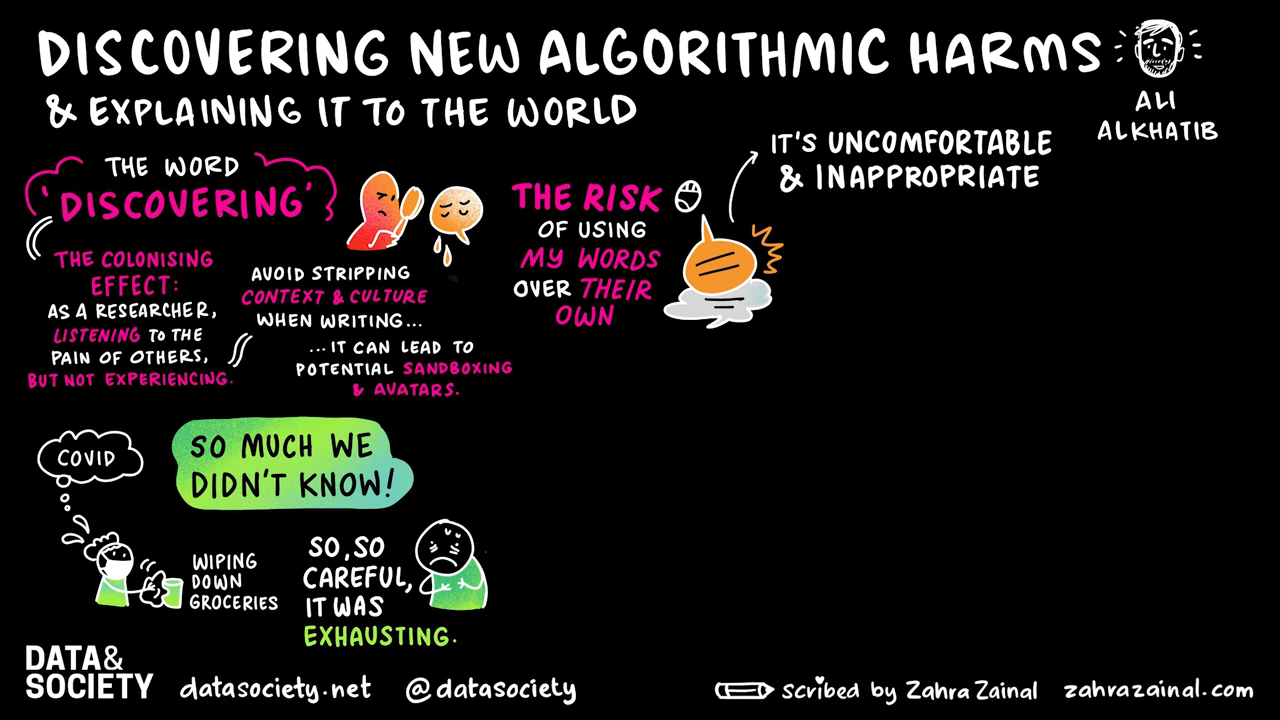 DISCOVERING NEW ALGORITHMIC HARMS
& EXPLAINING IT TO THE WORLD
ALI
ALKHATIB
THE WORD
'DISCOVERING'
THE COLONISING
EFFECT:
AS A RESEARCHER,
LISTENING TO THE
PAIN OF OTHERS,
BUT NOT EXPERIENCING.
AVOID STRIPPING
CONTEXT & CULTURE
WHEN WRITING...
...IT CAN LEAD TO
POTENTIAL SANDBOXING
& AVATARS.
THE RISK
OF USING
MY WORDS
OVER THEIR
OWN
IT'S UNCOMFORTABLE
& INAPPROPRIATE
COVID
SO MUCH WE
DIDN'T KNOW!
WIPING
DOWN
GROCERIES
SO, SO
CAREFUL,
IT WAS
EXHAUSTING.
DATA&
SOCIETY
datasociety.net
@datasociety
scribed by Zahra Zainal
zahrazainal.com